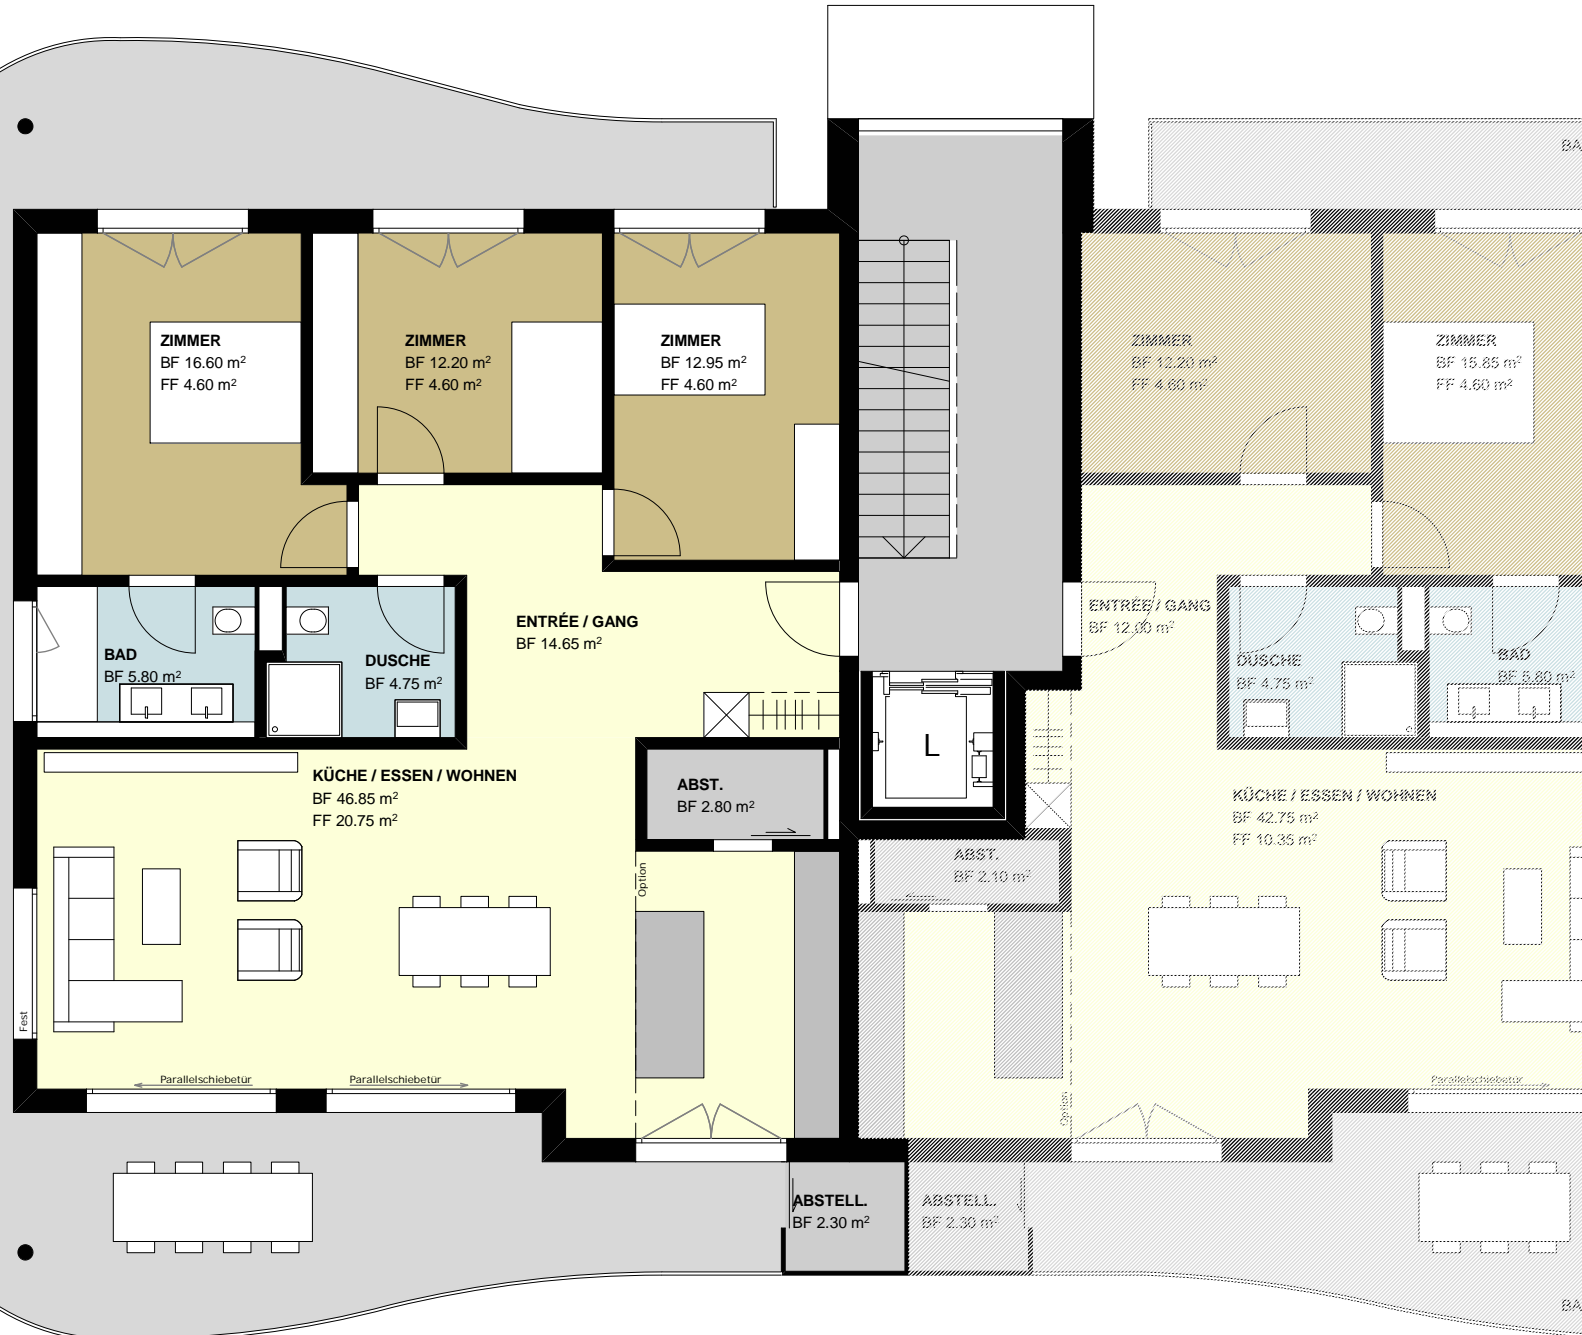 BA
ZIMMER
BF 16.60 m²
FF 4.60 m²
ZIMMER
BF 12.20 m²
FF 4.60 m²
ZIMMER
BF 12.95 m²
FF 4.60 m²
ZIMMER
BF 12.20 m²
FF 4.60 m²
ZIMMER
BF 15.85 m²
FF 4.60 m²
BAD
BF 5.80 m²
DUSCHE
BF 4.75 m²
ENTRÉE / GANG
BF 14.65 m²
ENTRÉE / GANG
BF 12.00 m²
DUSCHE
BF 4.75 m²
BAD
BF 5.80 m²
L
KÜCHE / ESSEN / WOHNEN
BF 46.85 m²
FF 20.75 m²
ABST.
BF 2.80 m²
KÜCHE / ESSEN / WOHNEN
BF 42.75 m²
FF 10.35 m²
ABST.
BF 2.10 m²
Option
Fest
Parallelschiebetür
Parallelschiebetür
Option
Parallelschiebetür
ABSTELL.
BF 2.30 m²
ABSTELL.
BF 2.30 m²
BA